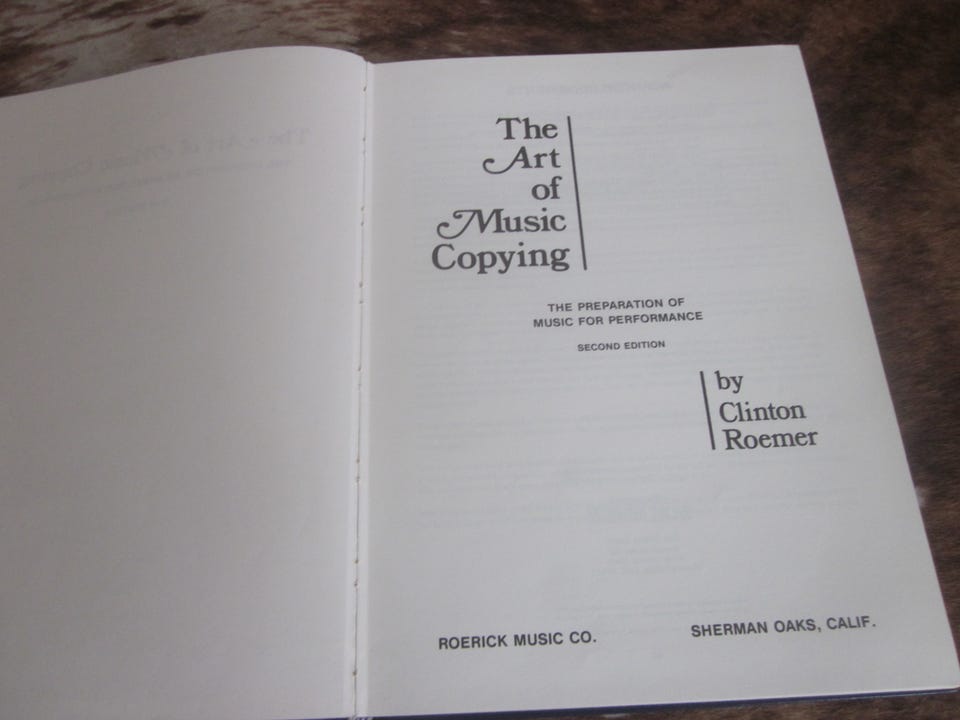 The
Art
of
Music
Copying
THE PREPARATION OF
MUSIC FOR PERFORMANCE
SECOND EDITION
by
Clinton
Roemer
ROERICK MUSIC CO.
SHERMAN OAKS, CALIF.